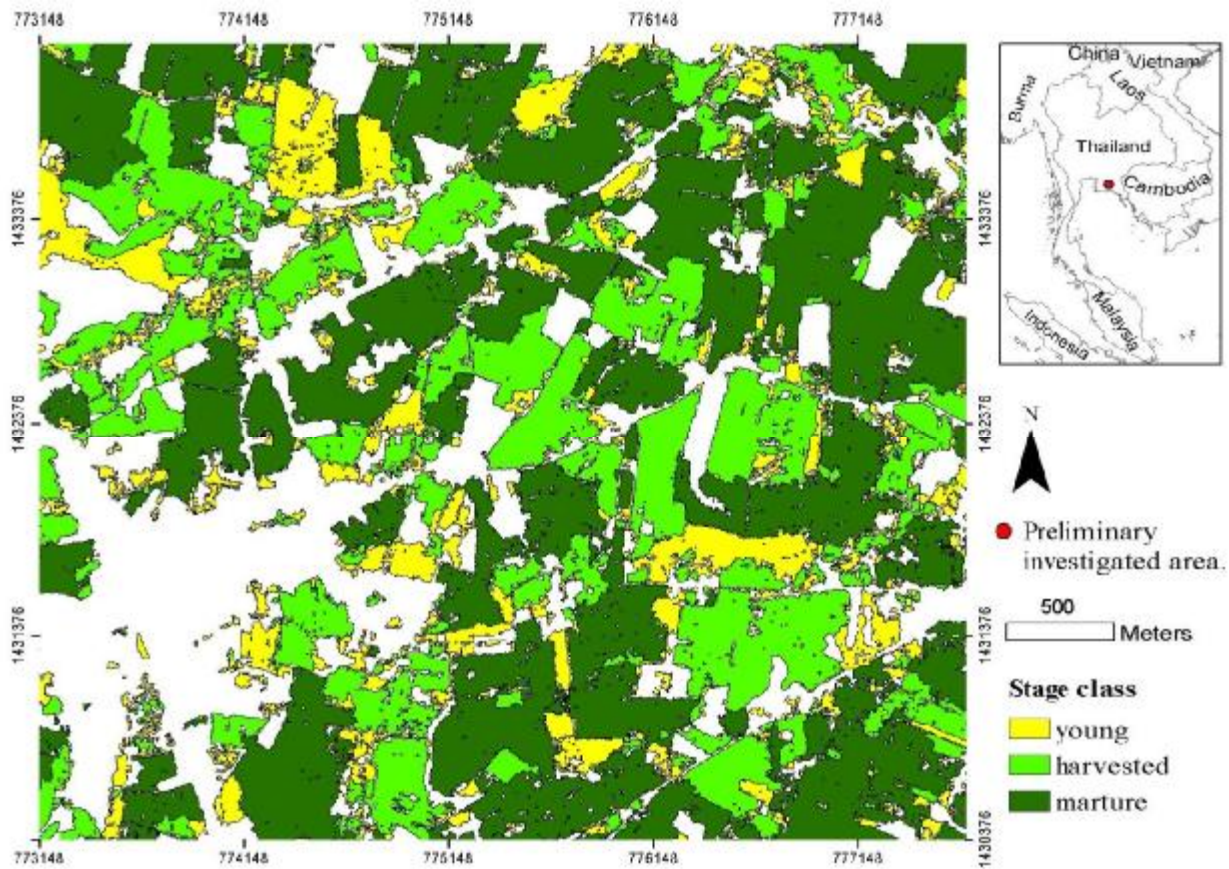 773148 774148 775148 776148 777148
1433376
1432376
1431376
1433376
1432376
1431376
1430376
773148 774148 775148 776148 777148
China
Vietnam
Laos
Burma
Thailand
Cambodia
Malaysia
Indonesia
N
Preliminary
investigated area.
500
Meters
Stage class
young
harvested
marture